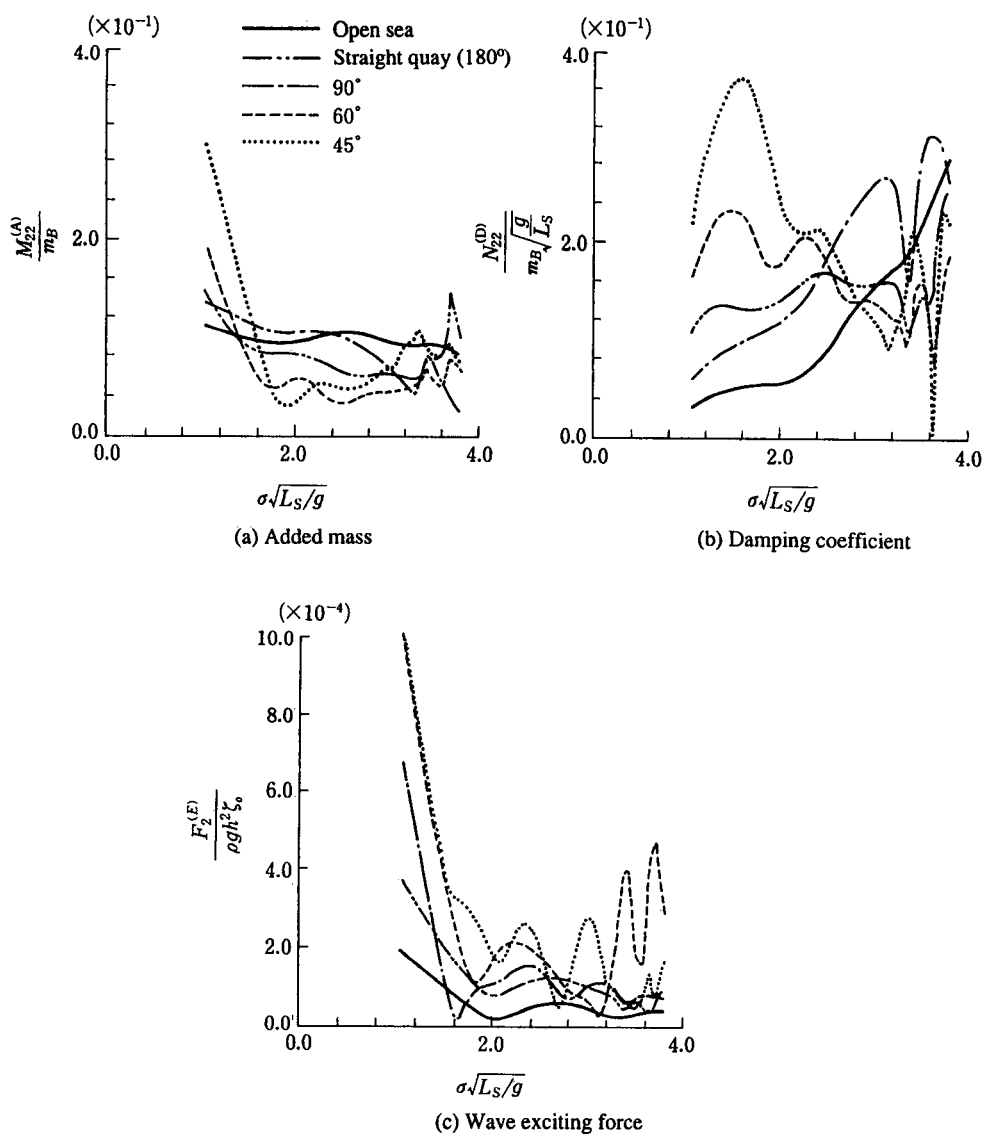 (×10⁻¹)
4.0
2.0
0.0
0.0 2.0 4.0
M₂₂⁽ᴬ⁾ / m_B
σ√L_S/g
(a) Added mass
Open sea
Straight quay (180°)
90°
60°
45°
(×10⁻¹)
4.0
2.0
0.0
0.0 2.0 4.0
N₂₂⁽ᴰ⁾ / m_B√g/L_S
σ√L_S/g
(b) Damping coefficient
(×10⁻⁴)
10.0
8.0
6.0
4.0
2.0
0.0
0.0 2.0 4.0
F₂⁽ᴱ⁾ / ρgh²ζ₀
σ√L_S/g
(c) Wave exciting force